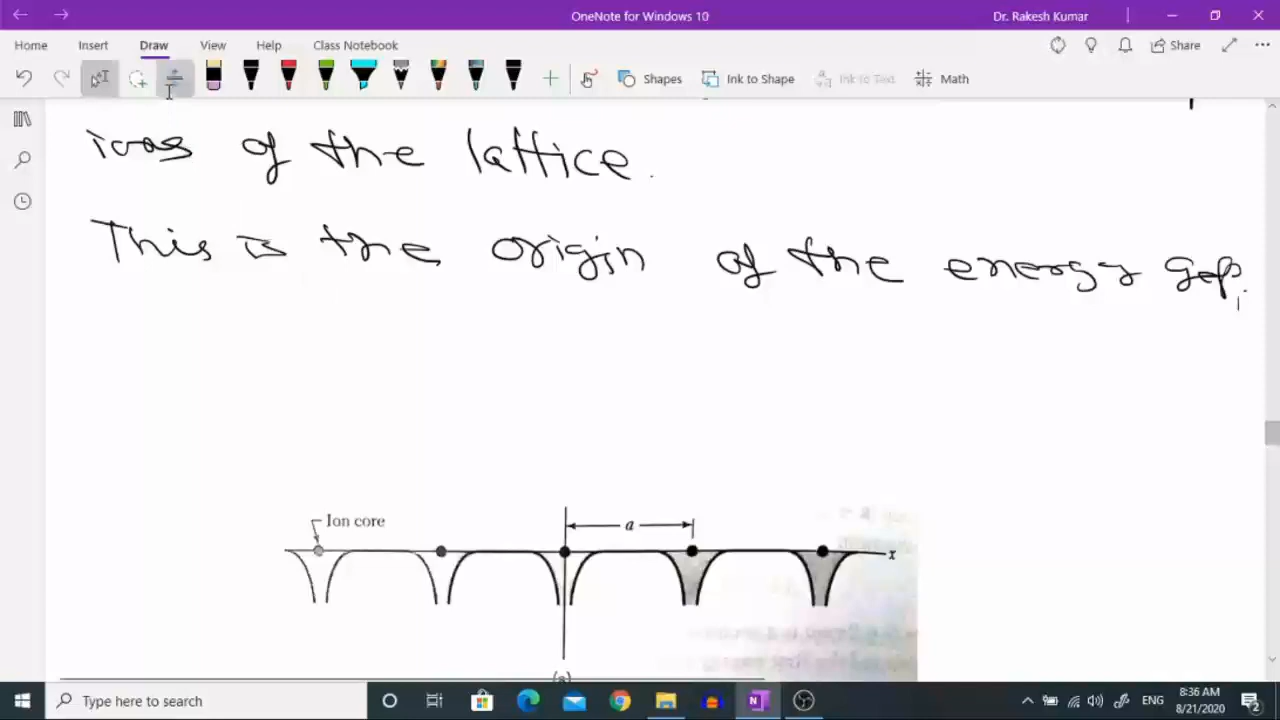 OneNote for Windows 10
Dr. Rakesh Kumar
Home Insert Draw View Help Class Notebook Share
Shapes Ink to Shape Ink to Text Math
ions of the lattice.
This is the origin of the energy gap.
Ion core
a
x
(a)
Type here to search
ENG
8:36 AM
8/21/2020
2